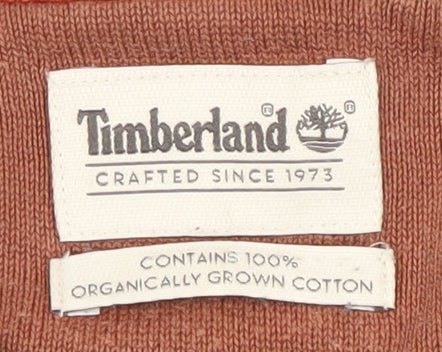 Timberland® ®
CRAFTED SINCE 1973
CONTAINS 100%
ORGANICALLY GROWN COTTON